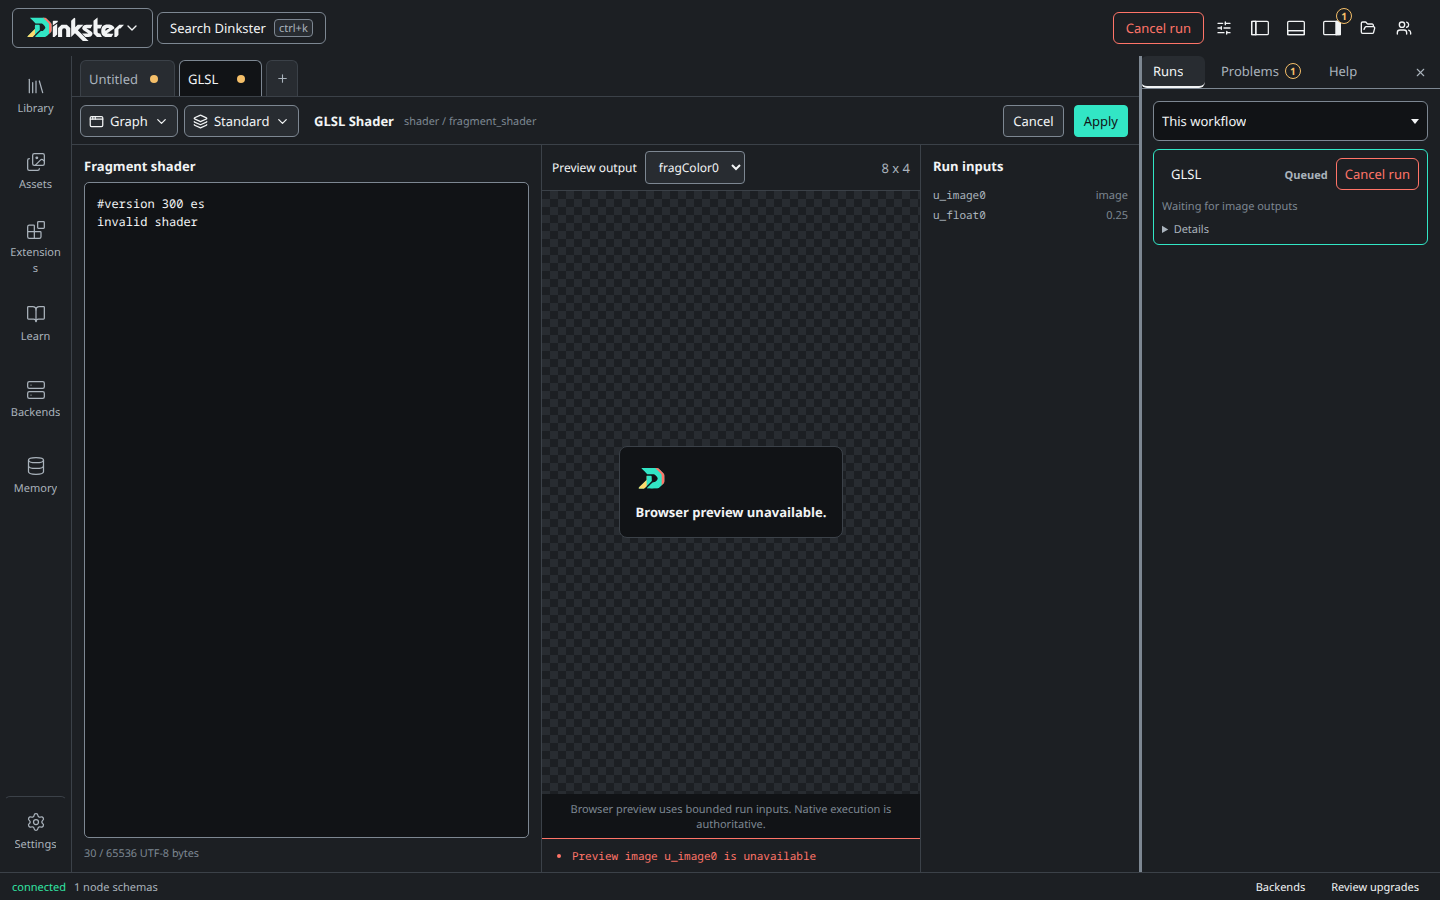 Dinkster
Search Dinkster ctrl+k
Cancel run
1
Library
Assets
Extension
s
Learn
Backends
Memory
Settings
Untitled
GLSL
+
Graph
Standard
GLSL Shader
shader / fragment_shader
Cancel
Apply
Fragment shader
#version 300 es
invalid shader
30 / 65536 UTF-8 bytes
Preview output
fragColor0
8 x 4
Browser preview unavailable.
Browser preview uses bounded run inputs. Native execution is
authoritative.
• Preview image u_image0 is unavailable
Run inputs
u_image0 image
u_float0 0.25
Runs
Problems 1
Help
This workflow
GLSL
Queued
Cancel run
Waiting for image outputs
Details
connected
1 node schemas
Backends
Review upgrades